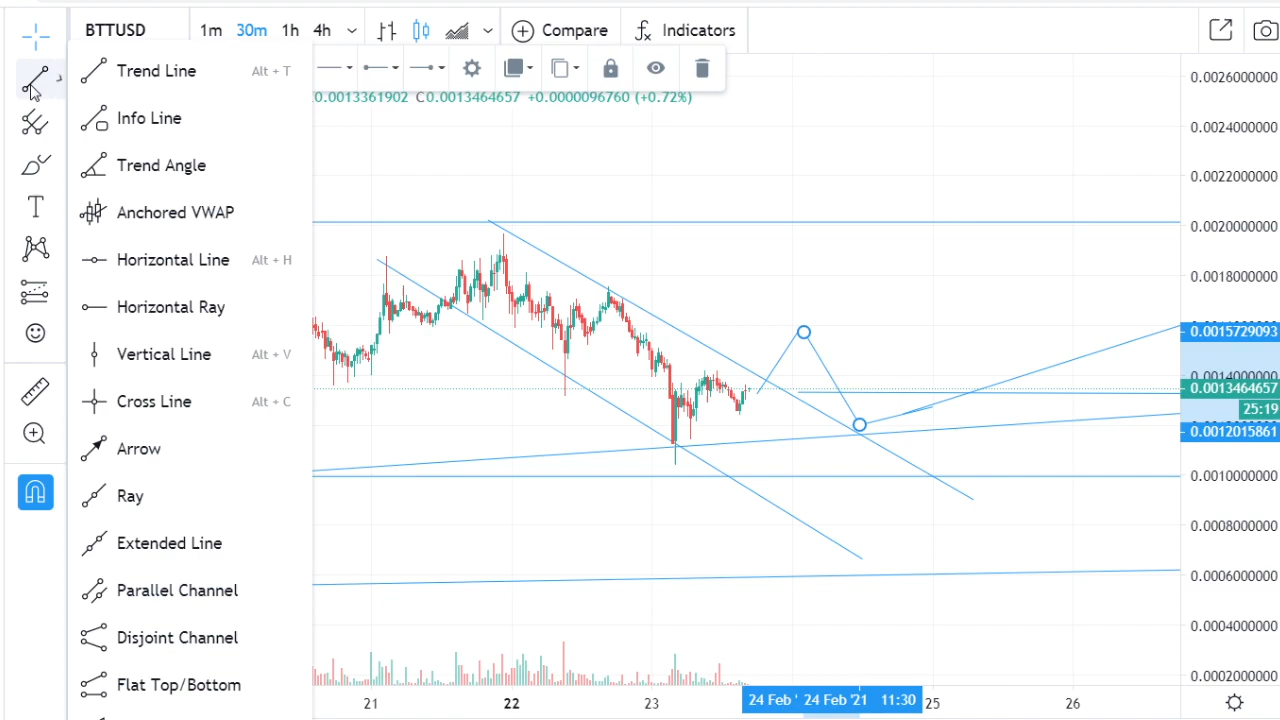 BTTUSD 1m 30m 1h 4h Compare Indicators
Trend Line Alt + T
Info Line
Trend Angle
Anchored VWAP
Horizontal Line Alt + H
Horizontal Ray
Vertical Line Alt + V
Cross Line Alt + C
Arrow
Ray
Extended Line
Parallel Channel
Disjoint Channel
Flat Top/Bottom
0.0013361902 C0.0013464657 +0.0000096760 (+0.72%)
0.0026000000
0.0024000000
0.0022000000
0.0020000000
0.0018000000
0.0015729093
0.0014000000
0.0013464657
25:19
0.0012015861
0.0010000000
0.0008000000
0.0006000000
0.0004000000
0.0002000000
21 22 23 24 Feb ' 24 Feb '21 11:30 25 26